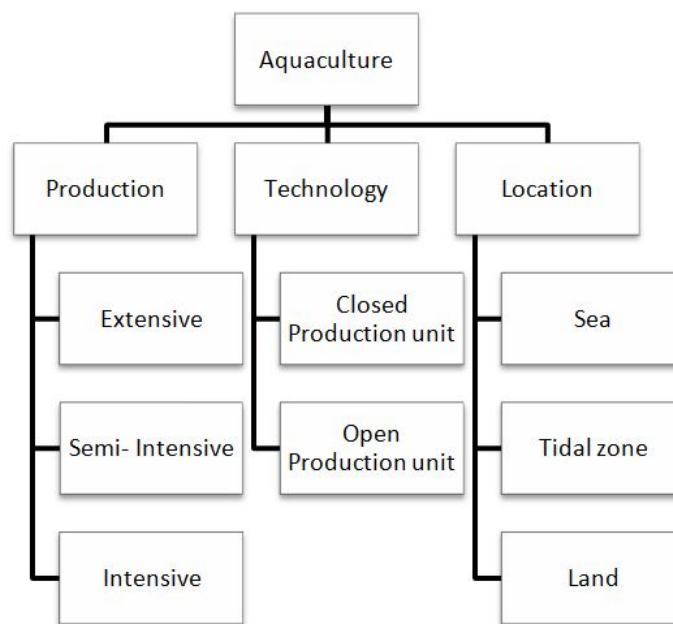 Aquaculture
Production
Technology
Location
Extensive
Closed
Production unit
Sea
Semi- Intensive
Open
Production unit
Tidal zone
Intensive
Land